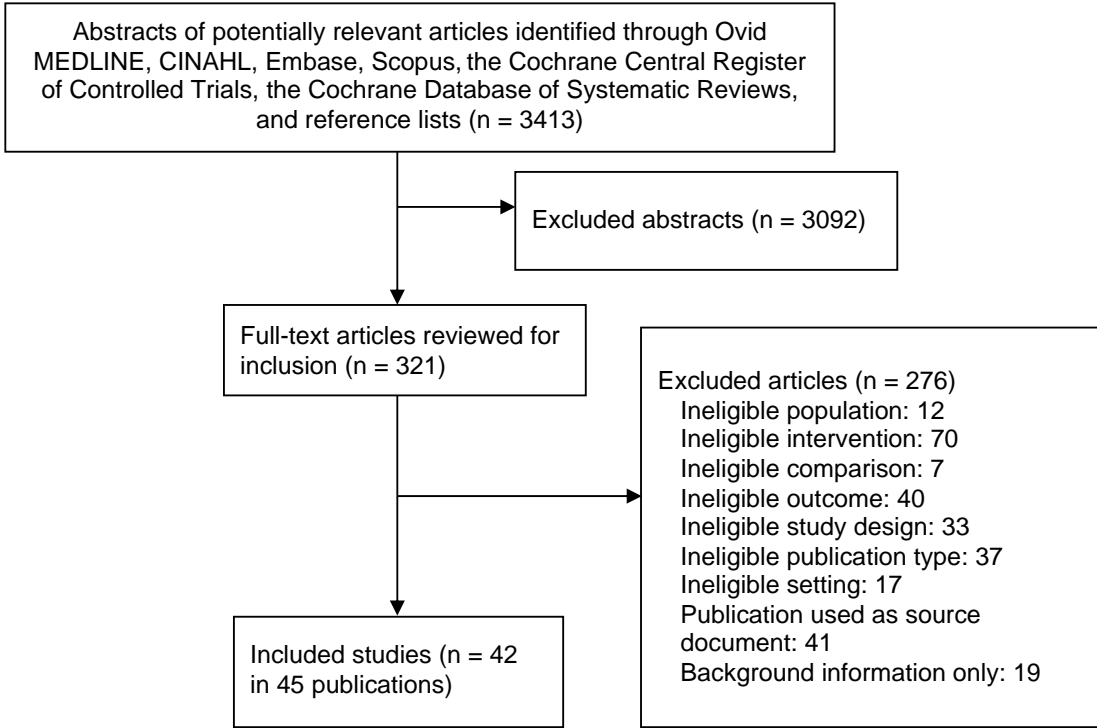 Abstracts of potentially relevant articles identified through Ovid
MEDLINE, CINAHL, Embase, Scopus, the Cochrane Central Register
of Controlled Trials, the Cochrane Database of Systematic Reviews,
and reference lists (n = 3413)
Excluded abstracts (n = 3092)
Full-text articles reviewed for
inclusion (n = 321)
Excluded articles (n = 276)
Ineligible population: 12
Ineligible intervention: 70
Ineligible comparison: 7
Ineligible outcome: 40
Ineligible study design: 33
Ineligible publication type: 37
Ineligible setting: 17
Publication used as source
document: 41
Background information only: 19
Included studies (n = 42
in 45 publications)